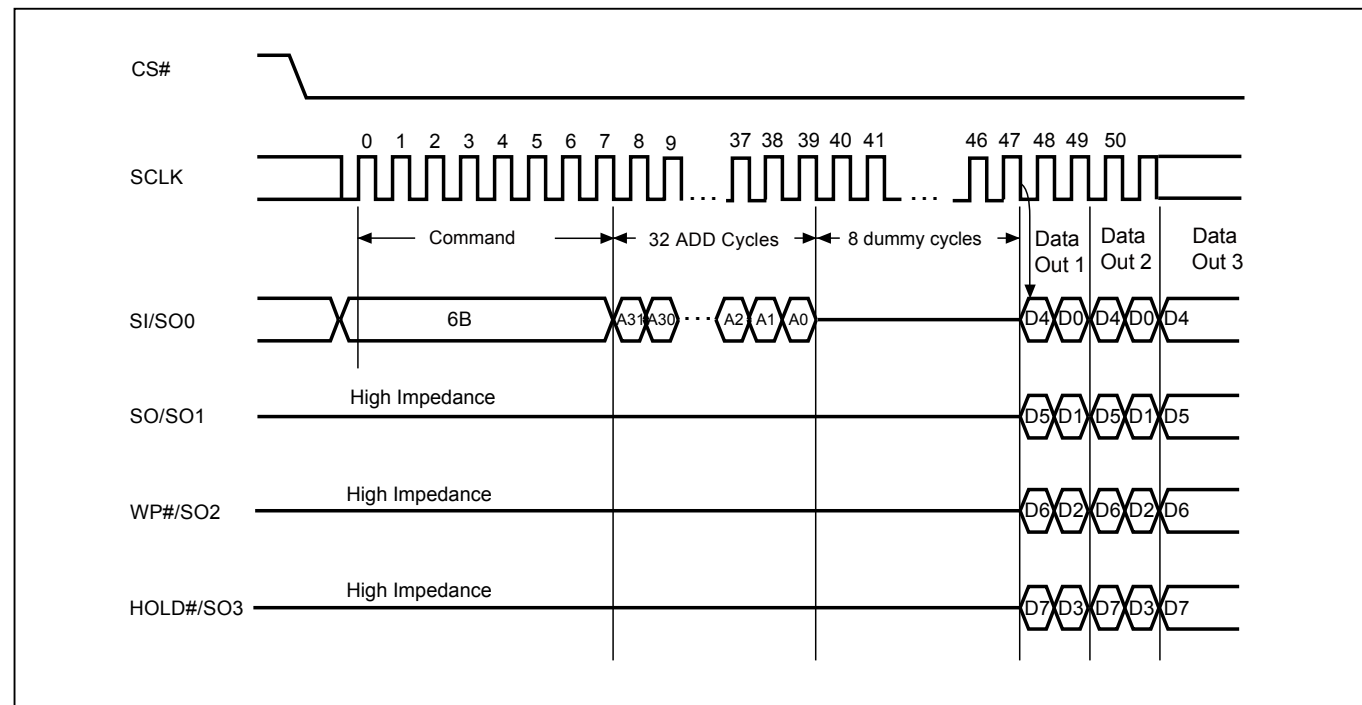 CS#
0 1 2 3 4 5 6 7 8 9 37 38 39 40 41 46 47 48 49 50
SCLK
Command 32 ADD Cycles 8 dummy cycles Data Out 1 Data Out 2 Data Out 3
SI/SO0 6B A31 A30 A2 A1 A0 D4 D0 D4 D0 D4
High Impedance
SO/SO1 D5 D1 D5 D1 D5
High Impedance
WP#/SO2 D6 D2 D6 D2 D6
High Impedance
HOLD#/SO3 D7 D3 D7 D3 D7